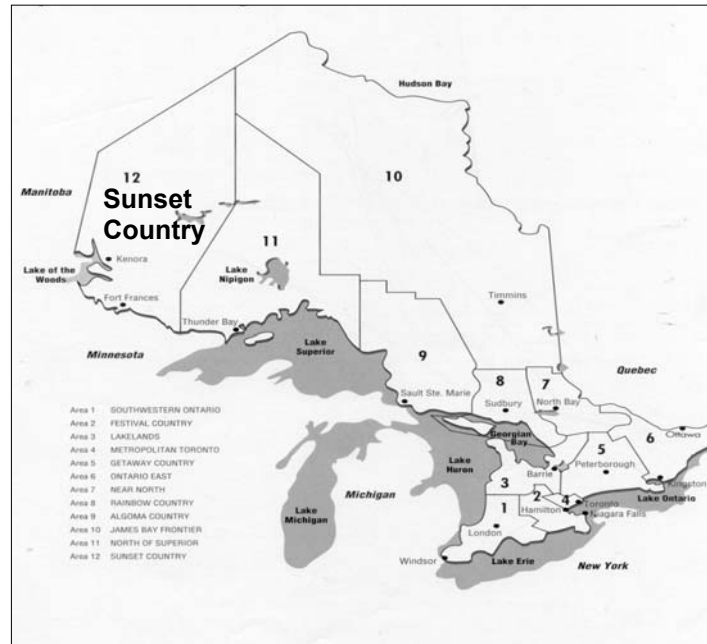 Hudson Bay
12
10
Manitoba
Sunset
Country
11
Kenora
Lake of the
Woods
Lake
Nipigon
Fort Frances
Timmins
Thunder Bay
Minnesota
Lake
Superior
9
Quebec
8
7
Sault Ste. Marie
Sudbury
North Bay
6
Ottawa
Georgian
Bay
5
Area 1 SOUTHWESTERN ONTARIO
Area 2 FESTIVAL COUNTRY
Area 3 LAKELANDS
Area 4 METROPOLITAN TORONTO
Area 5 GETAWAY COUNTRY
Area 6 ONTARIO EAST
Area 7 NEAR NORTH
Area 8 RAINBOW COUNTRY
Area 9 ALGOMA COUNTRY
Area 10 JAMES BAY FRONTIER
Area 11 NORTH OF SUPERIOR
Area 12 SUNSET COUNTRY
Lake
Huron
Barrie
Peterborough
Kingston
3
Michigan
Lake
Michigan
2
4
Toronto
Lake Ontario
1
Hamilton
Niagara Falls
London
Windsor
Lake Erie
New York